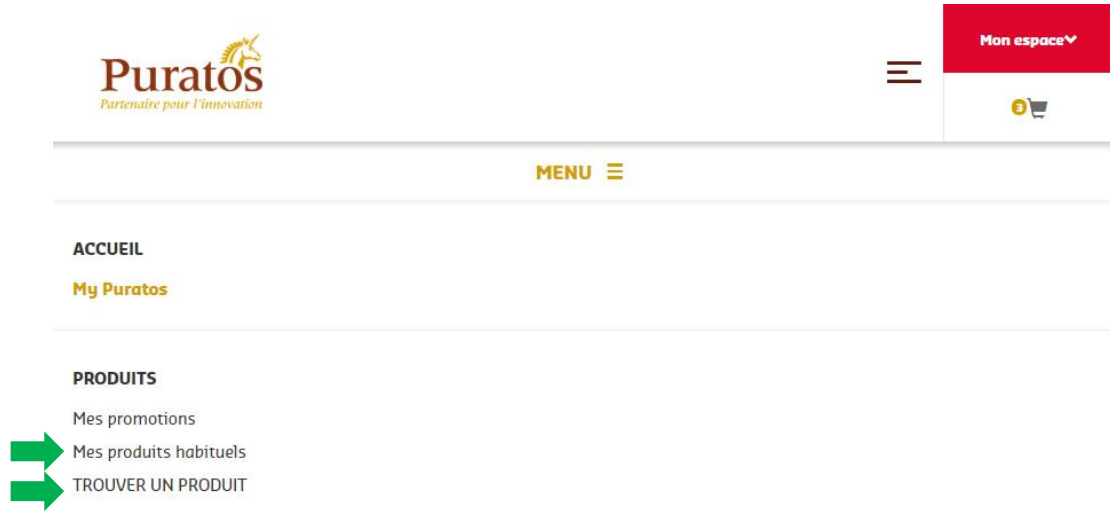 Puratos
Partenaire pour l'innovation
Mon espace
3
MENU
ACCUEIL
My Puratos
PRODUITS
Mes promotions
Mes produits habituels
TROUVER UN PRODUIT